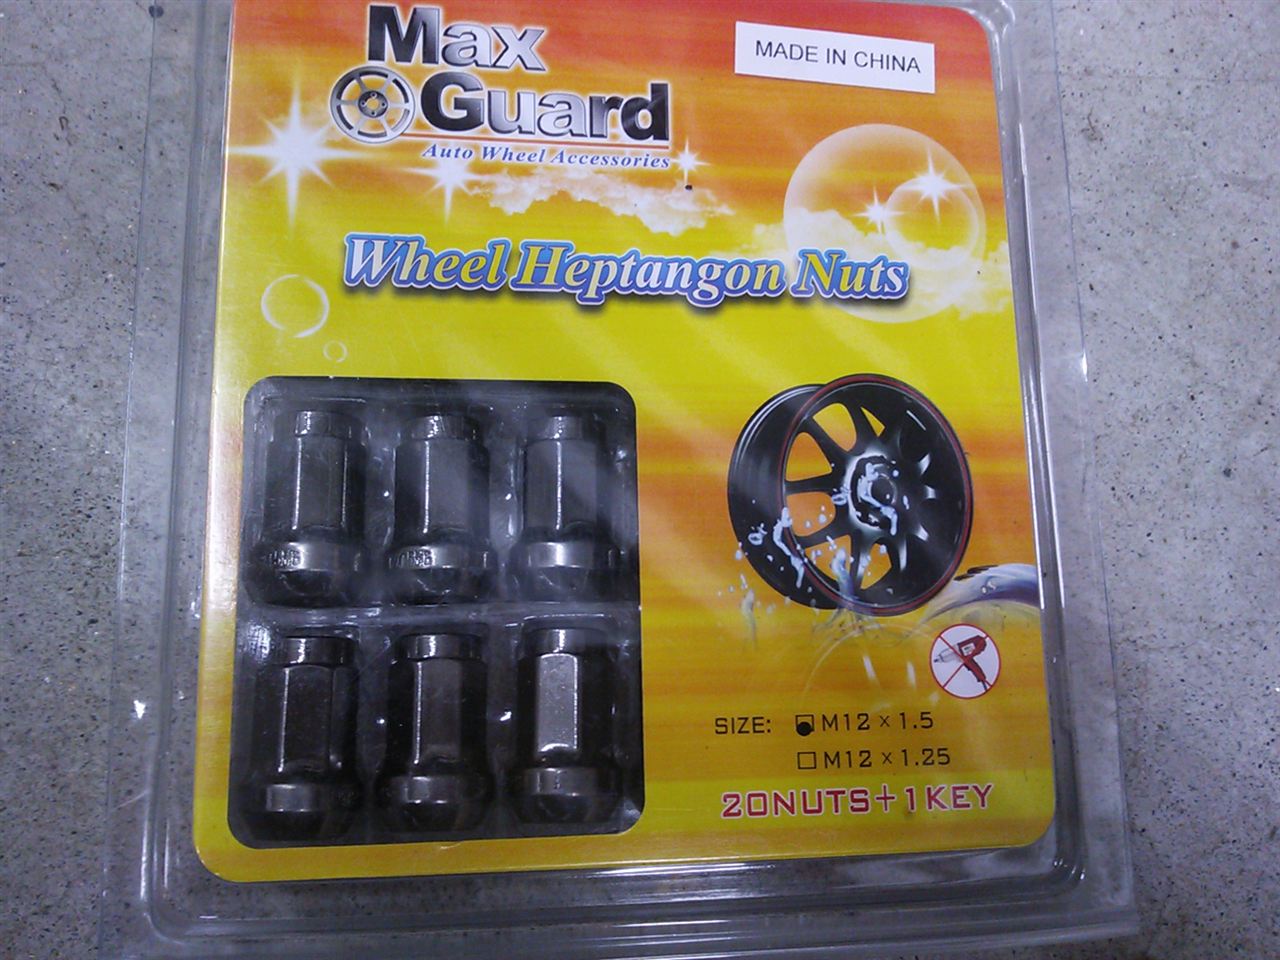 Max
Guard
Auto Wheel Accessories
MADE IN CHINA
Wheel Heptangon Nuts
SIZE: M12 × 1.5
M12 × 1.25
20NUTS+1KEY